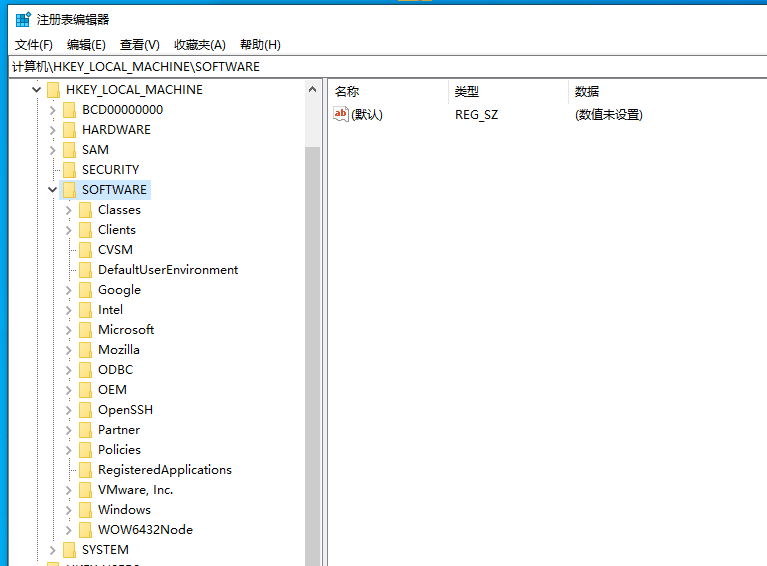 注册表编辑器
文件(F) 编辑(E) 查看(V) 收藏夹(A) 帮助(H)
计算机\HKEY_LOCAL_MACHINE\SOFTWARE
HKEY_LOCAL_MACHINE
BCD00000000
HARDWARE
SAM
SECURITY
SOFTWARE
Classes
Clients
CVSM
DefaultUserEnvironment
Google
Intel
Microsoft
Mozilla
ODBC
OEM
OpenSSH
Partner
Policies
RegisteredApplications
VMware, Inc.
Windows
WOW6432Node
SYSTEM
名称 类型 数据
ab (默认) REG_SZ (数值未设置)